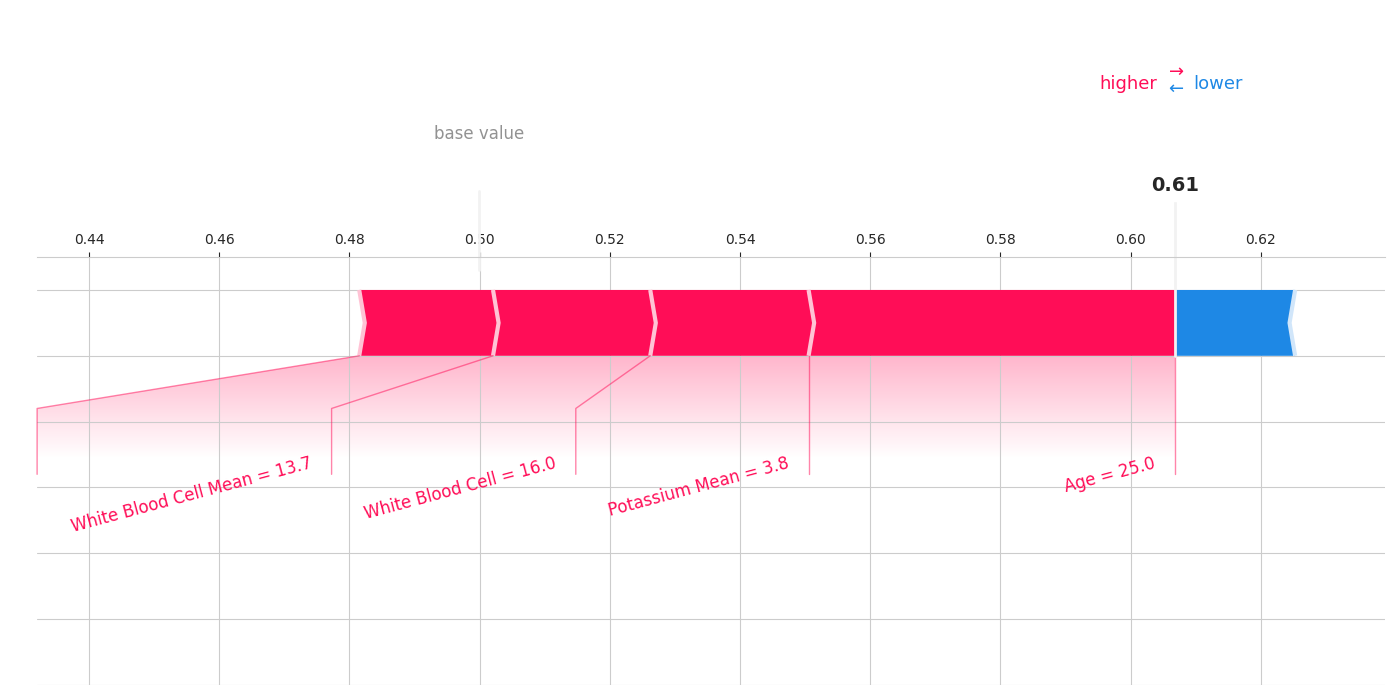 higher → ← lower
base value
0.61
0.44 0.46 0.48 0.50 0.52 0.54 0.56 0.58 0.60 0.62
White Blood Cell Mean = 13.7
White Blood Cell = 16.0
Potassium Mean = 3.8
Age = 25.0